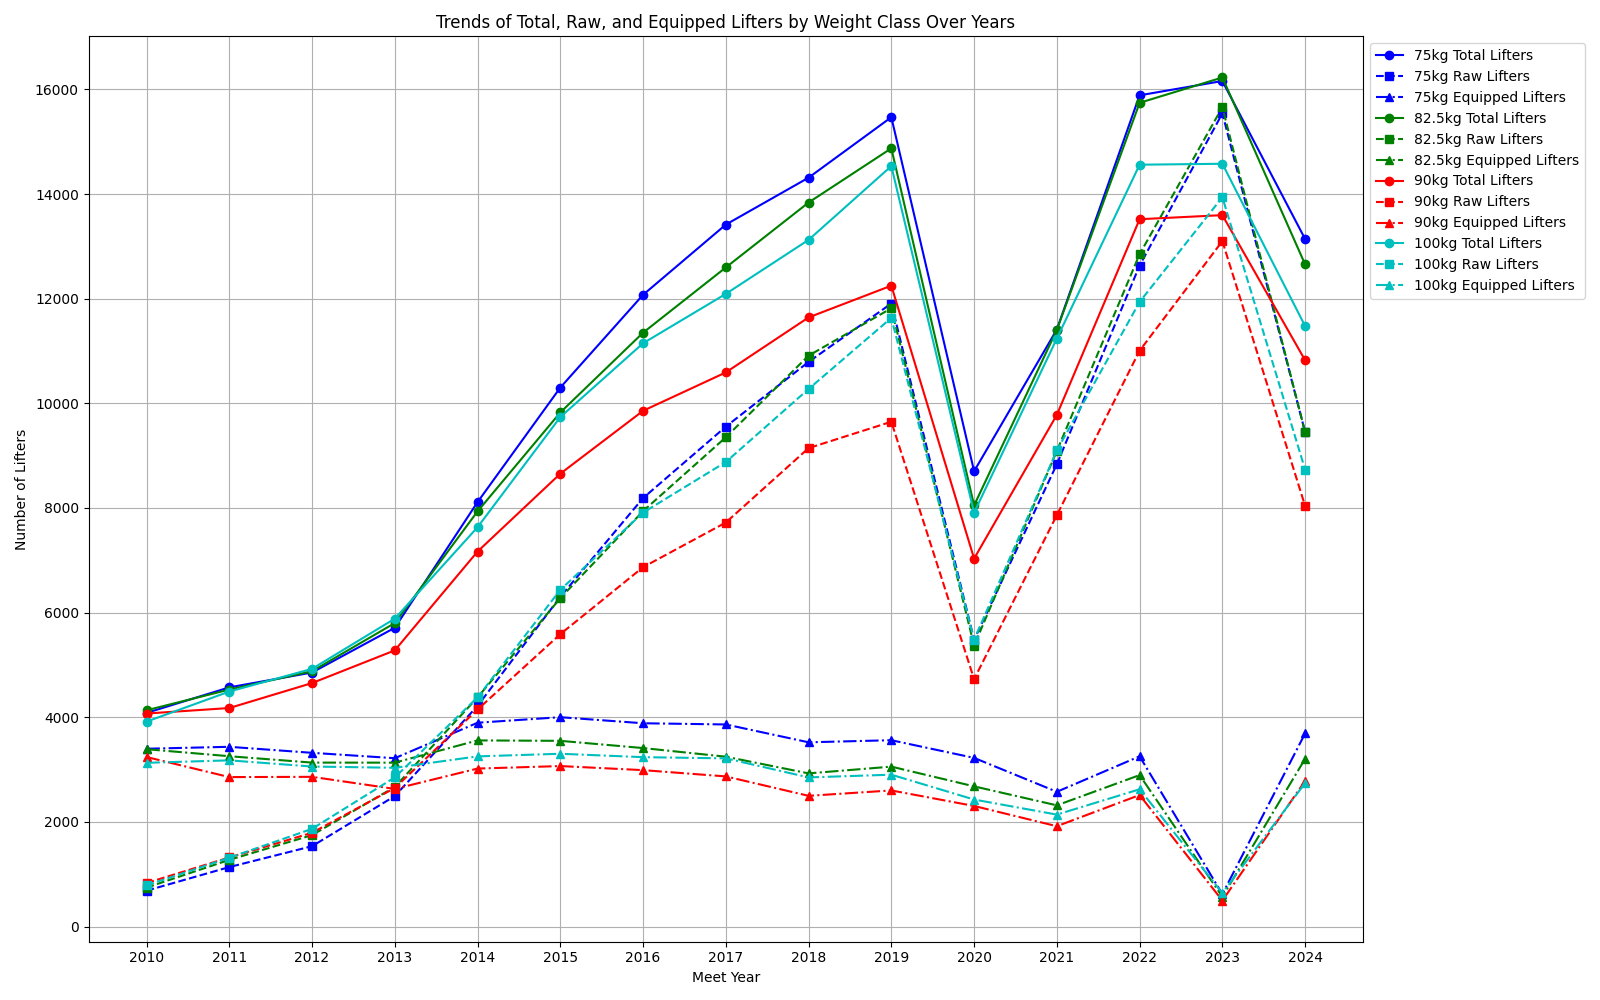 Trends of Total, Raw, and Equipped Lifters by Weight Class Over Years
75kg Total Lifters
75kg Raw Lifters
75kg Equipped Lifters
82.5kg Total Lifters
82.5kg Raw Lifters
82.5kg Equipped Lifters
90kg Total Lifters
90kg Raw Lifters
90kg Equipped Lifters
100kg Total Lifters
100kg Raw Lifters
100kg Equipped Lifters
Number of Lifters
16000
14000
12000
10000
8000
6000
4000
2000
0
2010 2011 2012 2013 2014 2015 2016 2017 2018 2019 2020 2021 2022 2023 2024
Meet Year